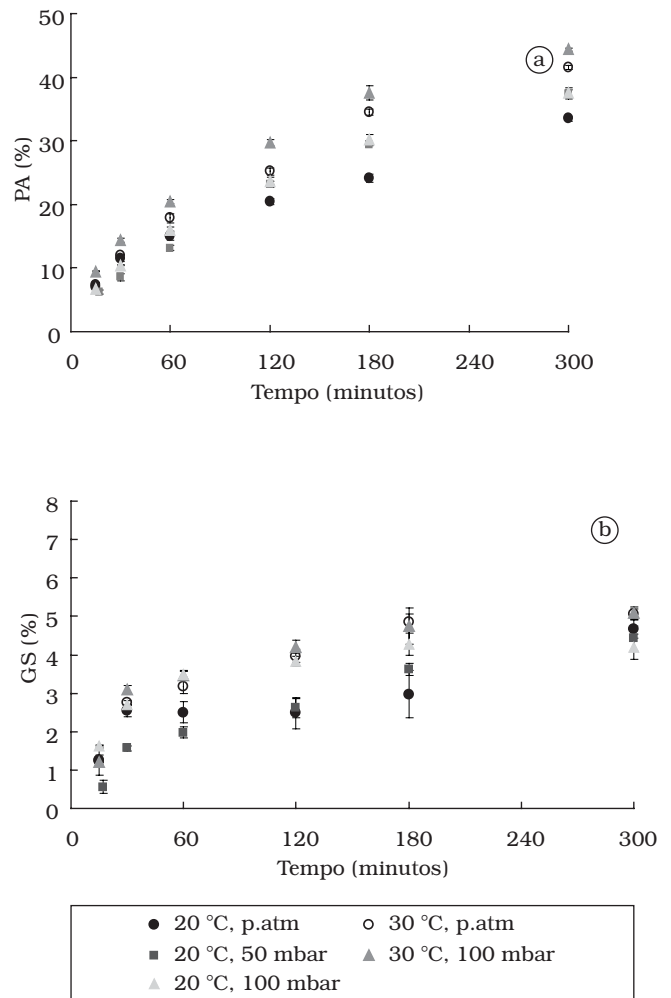 50
a
40
PA (%)
30
20
10
0
0 60 120 180 240 300
Tempo (minutos)
8
b
7
6
5
GS (%)
4
3
2
1
0
0 60 120 180 240 300
Tempo (minutos)
20 °C, p.atm 30 °C, p.atm
20 °C, 50 mbar 30 °C, 100 mbar
20 °C, 100 mbar